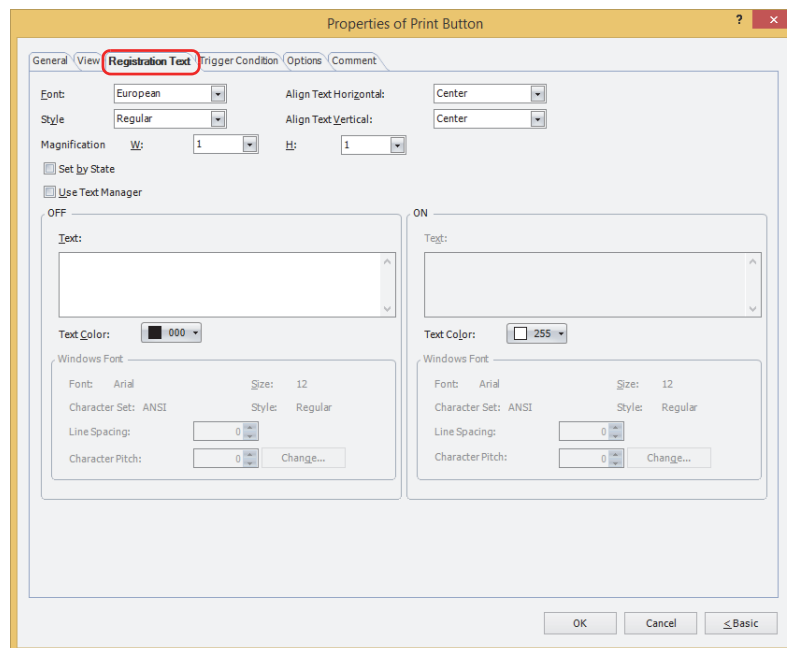 Properties of Print Button
? ×
General View Registration Text Trigger Condition Options Comment
Font: European Align Text Horizontal: Center
Style Regular Align Text Vertical: Center
Magnification W: 1 H: 1
Set by State
Use Text Manager
OFF
Text:
Text Color: 000
Windows Font
Font: Arial Size: 12
Character Set: ANSI Style: Regular
Line Spacing: 0
Character Pitch: 0 Change...
ON
Text:
Text Color: 255
Windows Font
Font: Arial Size: 12
Character Set: ANSI Style: Regular
Line Spacing: 0
Character Pitch: 0 Change...
OK Cancel <Basic